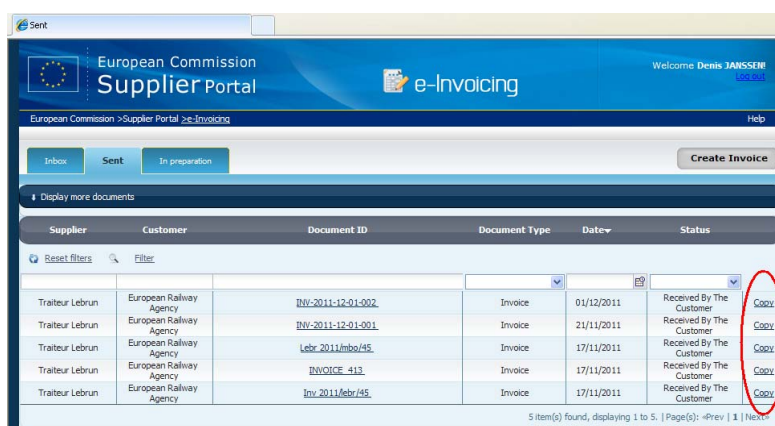 Sent
European Commission
Supplier Portal
e-Invoicing
Welcome Denis JANSSEN!
Log out
European Commission >Supplier Portal >e-Invoicing
Help
Inbox Sent In preparation Create Invoice
Display more documents
Supplier Customer Document ID Document Type Date Status
Reset filters Filter
Traiteur Lebrun European Railway Agency INV-2011-12-01-002 Invoice 01/12/2011 Received By The Customer Copy
Traiteur Lebrun European Railway Agency INV-2011-12-01-001 Invoice 21/11/2011 Received By The Customer Copy
Traiteur Lebrun European Railway Agency Lebr 2011/mbo/45 Invoice 17/11/2011 Received By The Customer Copy
Traiteur Lebrun European Railway Agency INVOICE 413 Invoice 17/11/2011 Received By The Customer Copy
Traiteur Lebrun European Railway Agency Inv 2011/lebr/45 Invoice 17/11/2011 Received By The Customer Copy
5 item(s) found, displaying 1 to 5. | Page(s): «Prev | 1 | Next»